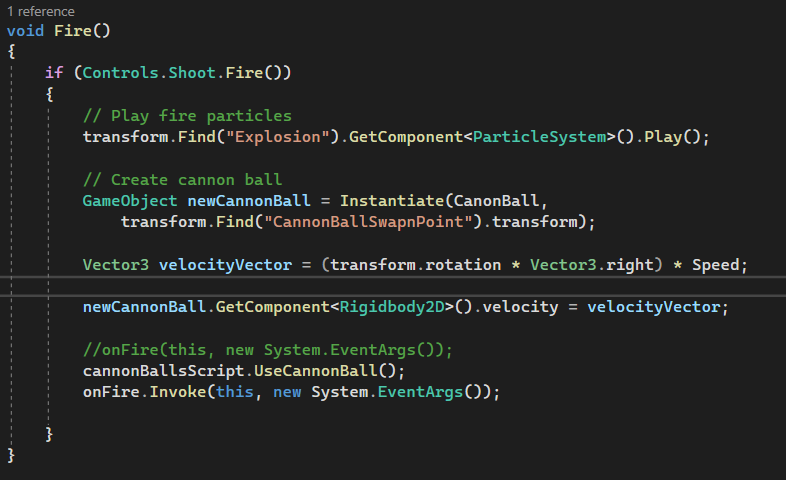 1 reference
void Fire()
{
if (Controls.Shoot.Fire())
{
// Play fire particles
transform.Find("Explosion").GetComponent<ParticleSystem>().Play();
// Create cannon ball
GameObject newCannonBall = Instantiate(CanonBall,
transform.Find("CannonBallSwapnPoint").transform);
Vector3 velocityVector = (transform.rotation * Vector3.right) * Speed;
newCannonBall.GetComponent<Rigidbody2D>().velocity = velocityVector;
//onFire(this, new System.EventArgs());
cannonBallsScript.UseCannonBall();
onFire.Invoke(this, new System.EventArgs());
}
}